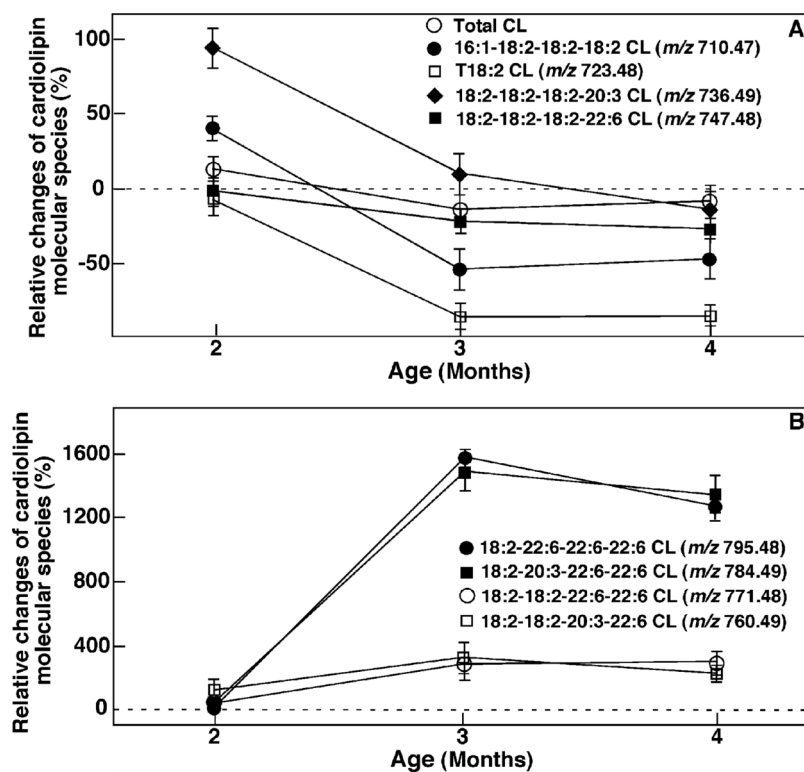 A
Relative changes of cardiolipin
molecular species (%)
100
50
0
-50
Total CL
16:1-18:2-18:2-18:2 CL (m/z 710.47)
T18:2 CL (m/z 723.48)
18:2-18:2-18:2-20:3 CL (m/z 736.49)
18:2-18:2-18:2-22:6 CL (m/z 747.48)
2 3 4
Age (Months)
B
Relative changes of cardiolipin
molecular species (%)
1600
1200
800
400
0
18:2-22:6-22:6-22:6 CL (m/z 795.48)
18:2-20:3-22:6-22:6 CL (m/z 784.49)
18:2-18:2-22:6-22:6 CL (m/z 771.48)
18:2-18:2-20:3-22:6 CL (m/z 760.49)
2 3 4
Age (Months)